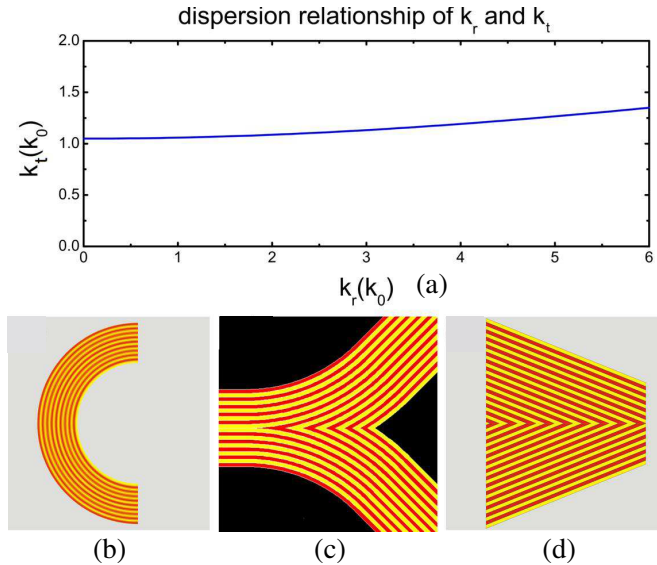 dispersion relationship of k_r and k_t
2.0
1.5
1.0
0.5
0.0
k_t(k_0)
0 1 2 3 4 5 6
k_r(k_0) (a)
(b) (c) (d)